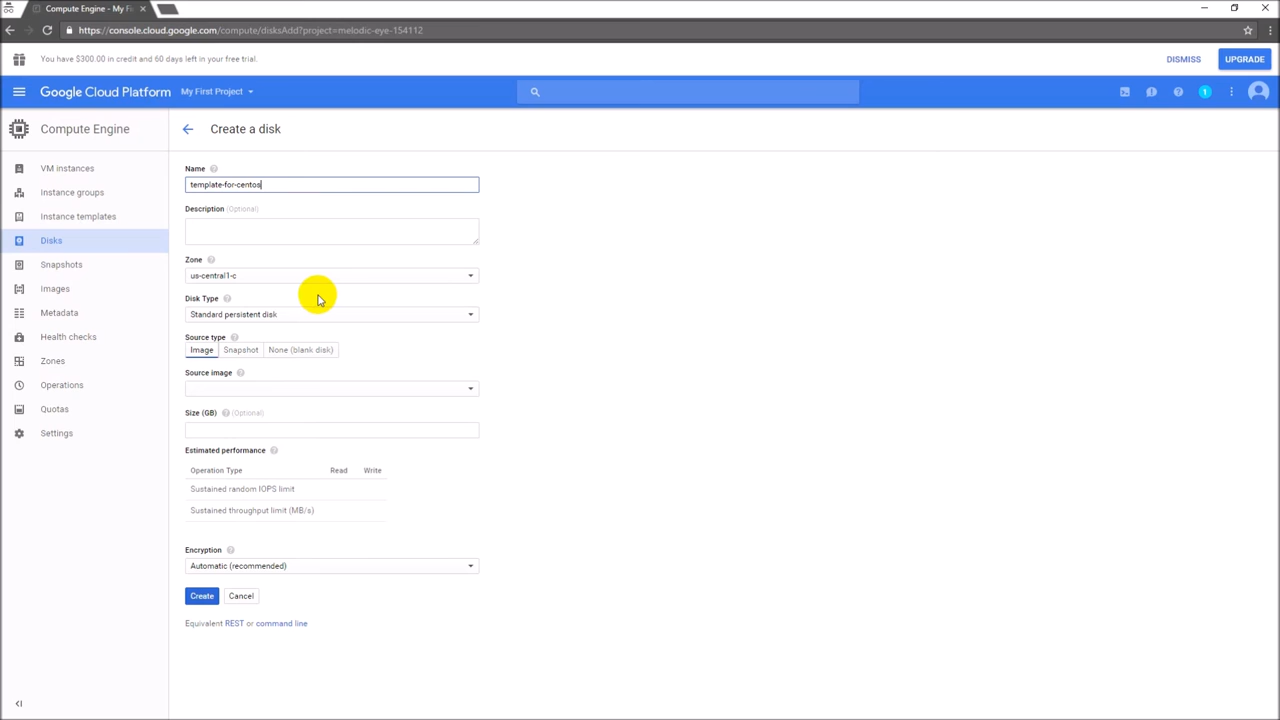 Compute Engine - My Fir
https://console.cloud.google.com/compute/disksAdd?project=melodic-eye-154112
You have $300.00 in credit and 60 days left in your free trial.
DISMISS
UPGRADE
Google Cloud Platform
My First Project
1
Compute Engine
Create a disk
VM instances
Instance groups
Instance templates
Disks
Snapshots
Images
Metadata
Health checks
Zones
Operations
Quotas
Settings
Name
template-for-centos
Description (Optional)
Zone
us-central1-c
Disk Type
Standard persistent disk
Source type
Image Snapshot None (blank disk)
Source image
Size (GB) (Optional)
Estimated performance
Operation Type Read Write
Sustained random IOPS limit
Sustained throughput limit (MB/s)
Encryption
Automatic (recommended)
Create Cancel
Equivalent REST or command line